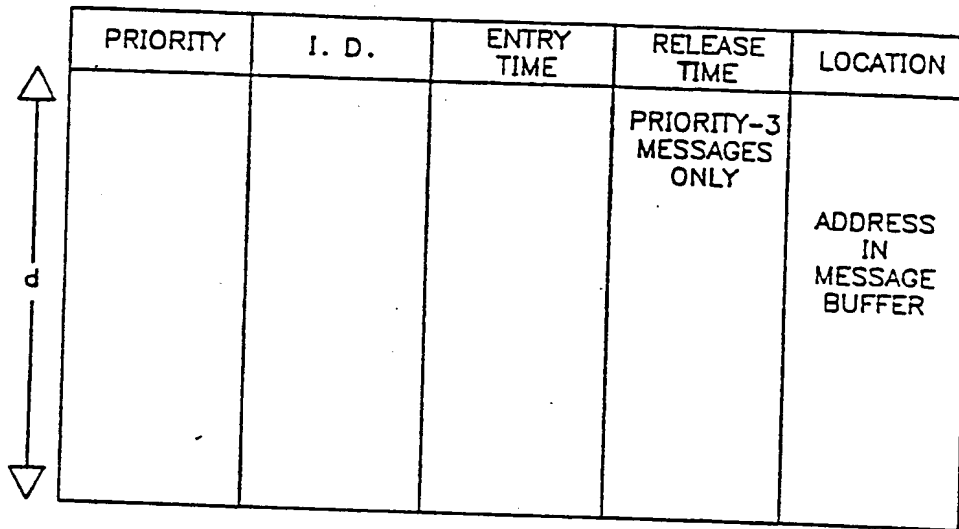 PRIORITY
I. D.
ENTRY
TIME
RELEASE
TIME
LOCATION
PRIORITY-3
MESSAGES
ONLY
ADDRESS
IN
MESSAGE
BUFFER
d